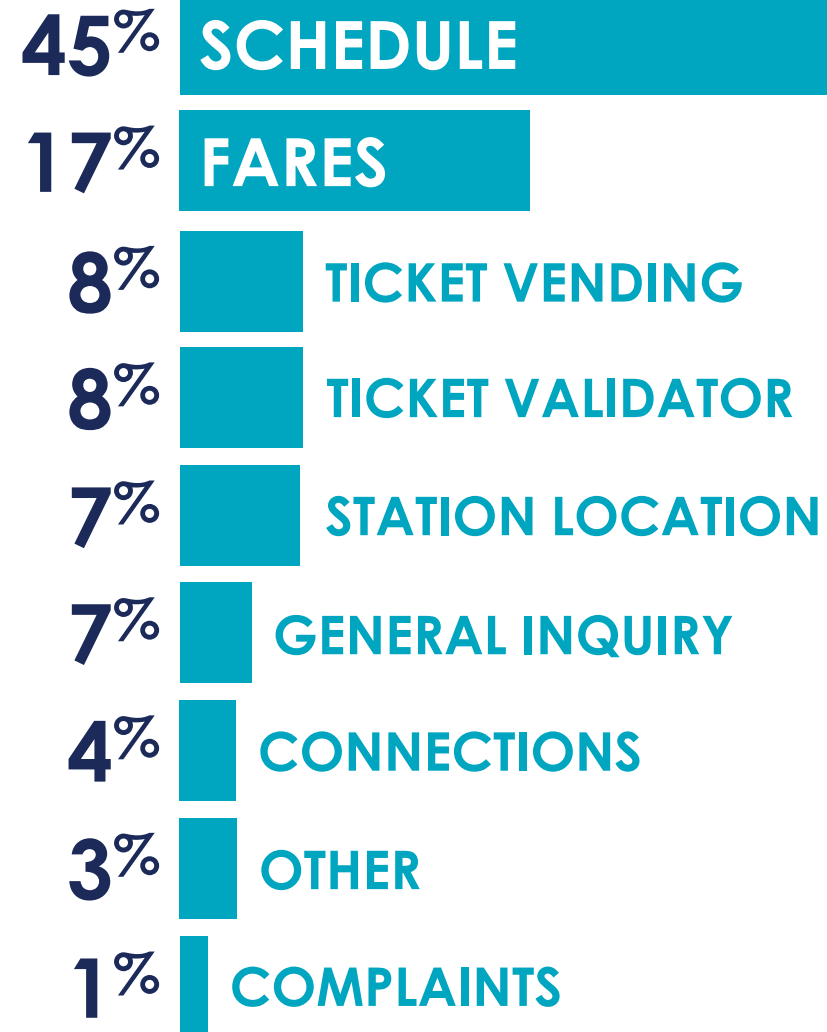 45% SCHEDULE
17% FARES
8% TICKET VENDING
8% TICKET VALIDATOR
7% STATION LOCATION
7% GENERAL INQUIRY
4% CONNECTIONS
3% OTHER
1% COMPLAINTS